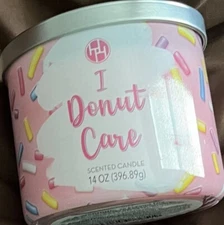 I
Donut
Care
SCENTED CANDLE
14 OZ (396.89g)